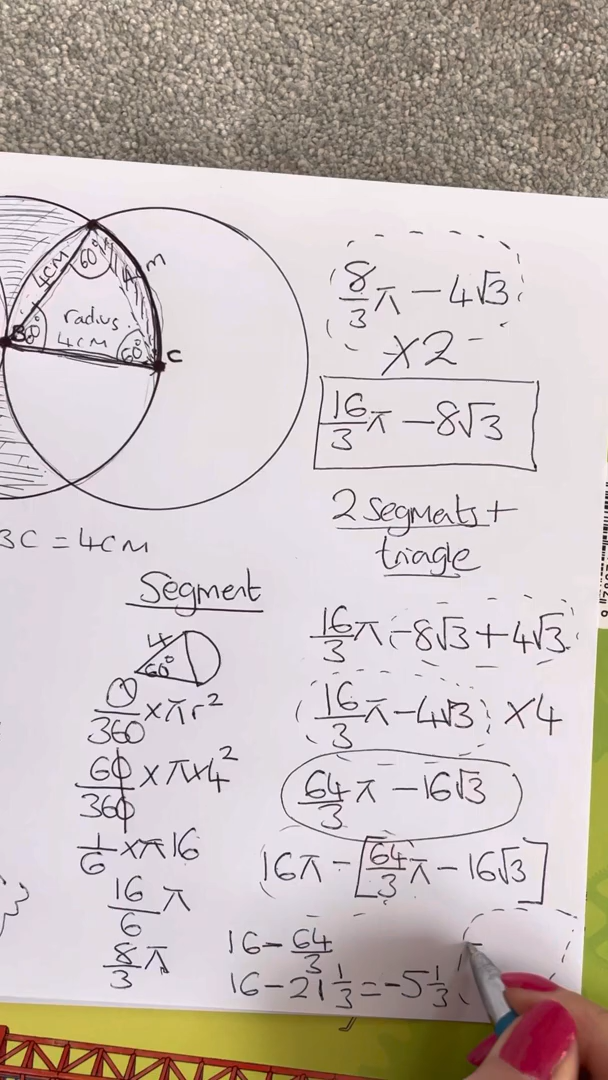 4CM
60°
M
60°
radius
4CM
60°
C
B
3C = 4CM
Segment
4
60°
θ/360 × πr²
60/360 × π×4²
1/6 × π16
16/6 π
8/3 π
8/3 π - 4√3
×2
16/3 π - 8√3
2 segments +
triagle
16/3 π - 8√3 + 4√3
16/3 π - 4√3 ×4
64/3 π - 16√3
16π - [64/3 π - 16√3]
16 - 64/3
16 - 21 1/3 = -5 1/3